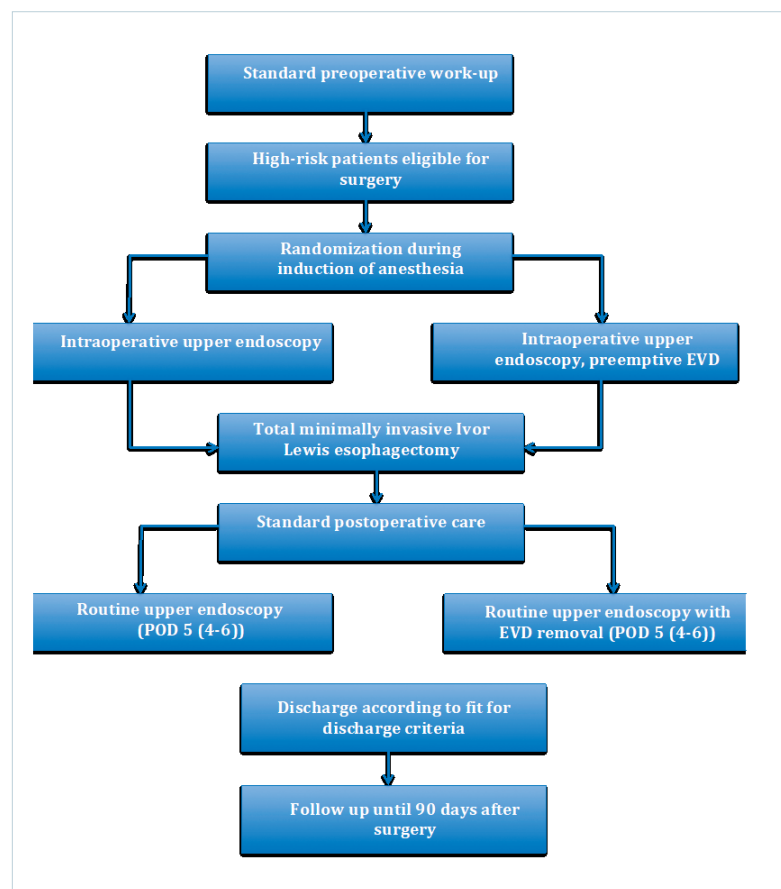 Standard preoperative work-up
High-risk patients eligible for
surgery
Randomization during
induction of anesthesia
Intraoperative upper endoscopy
Intraoperative upper
endoscopy, preemptive EVD
Total minimally invasive Ivor
Lewis esophagectomy
Standard postoperative care
Routine upper endoscopy
(POD 5 (4-6))
Routine upper endoscopy with
EVD removal (POD 5 (4-6))
Discharge according to fit for
discharge criteria
Follow up until 90 days after
surgery